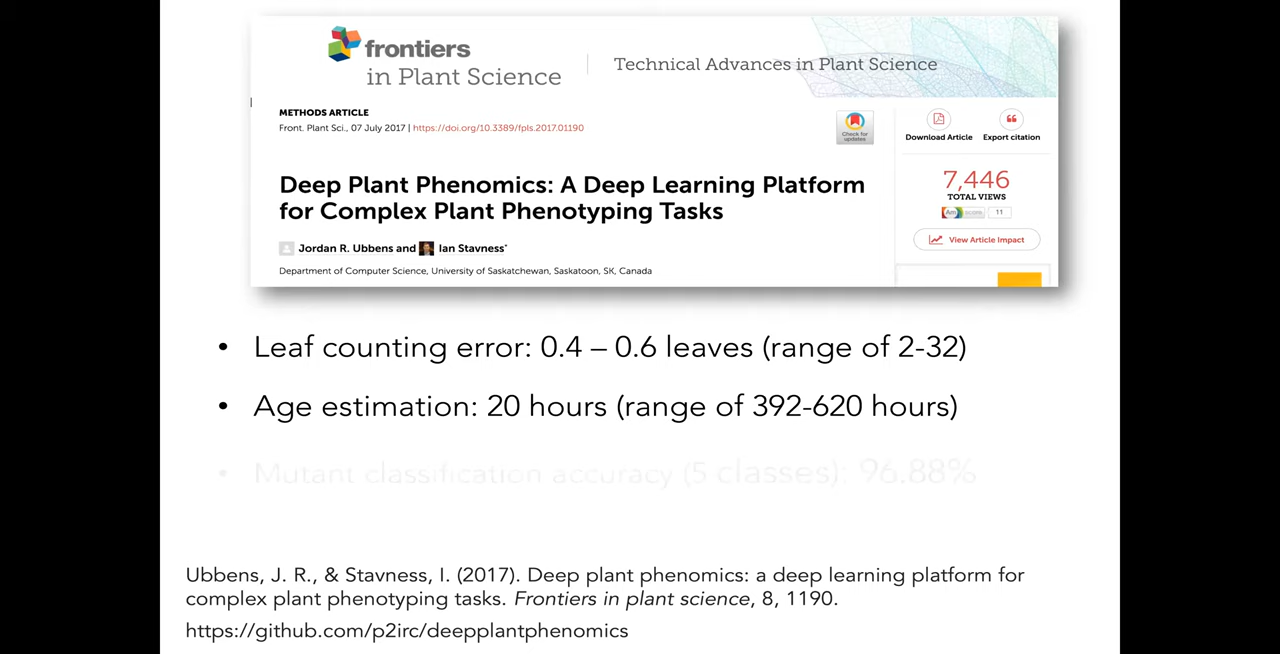 frontiers
in Plant Science
Technical Advances in Plant Science
METHODS ARTICLE
Front. Plant Sci., 07 July 2017 | https://doi.org/10.3389/fpls.2017.01190
Check for
updates
Download Article
Export citation
7,446
TOTAL VIEWS
Am score 11
View Article Impact
Deep Plant Phenomics: A Deep Learning Platform
for Complex Plant Phenotyping Tasks
Jordan R. Ubbens and Ian Stavness*
Department of Computer Science, University of Saskatchewan, Saskatoon, SK, Canada
• Leaf counting error: 0.4 – 0.6 leaves (range of 2-32)
• Age estimation: 20 hours (range of 392-620 hours)
• Mutant classification accuracy (5 classes): 96.88%
Ubbens, J. R., & Stavness, I. (2017). Deep plant phenomics: a deep learning platform for
complex plant phenotyping tasks. Frontiers in plant science, 8, 1190.
https://github.com/p2irc/deepplantphenomics